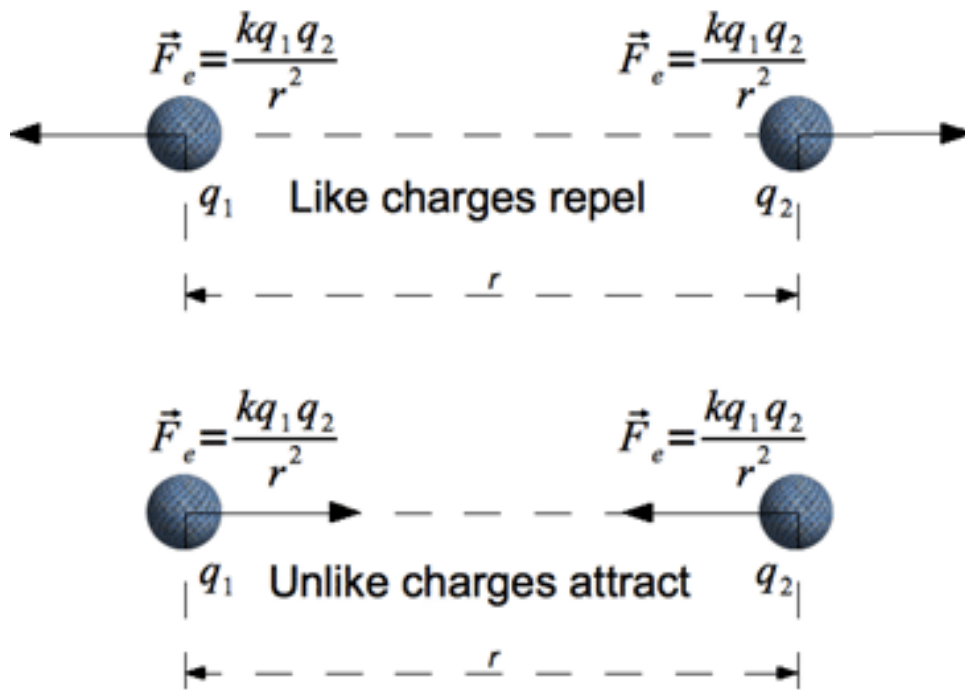 F⃗ₑ = kq₁q₂/r² F⃗ₑ = kq₁q₂/r²
q₁ Like charges repel q₂
r
F⃗ₑ = kq₁q₂/r² F⃗ₑ = kq₁q₂/r²
q₁ Unlike charges attract q₂
r